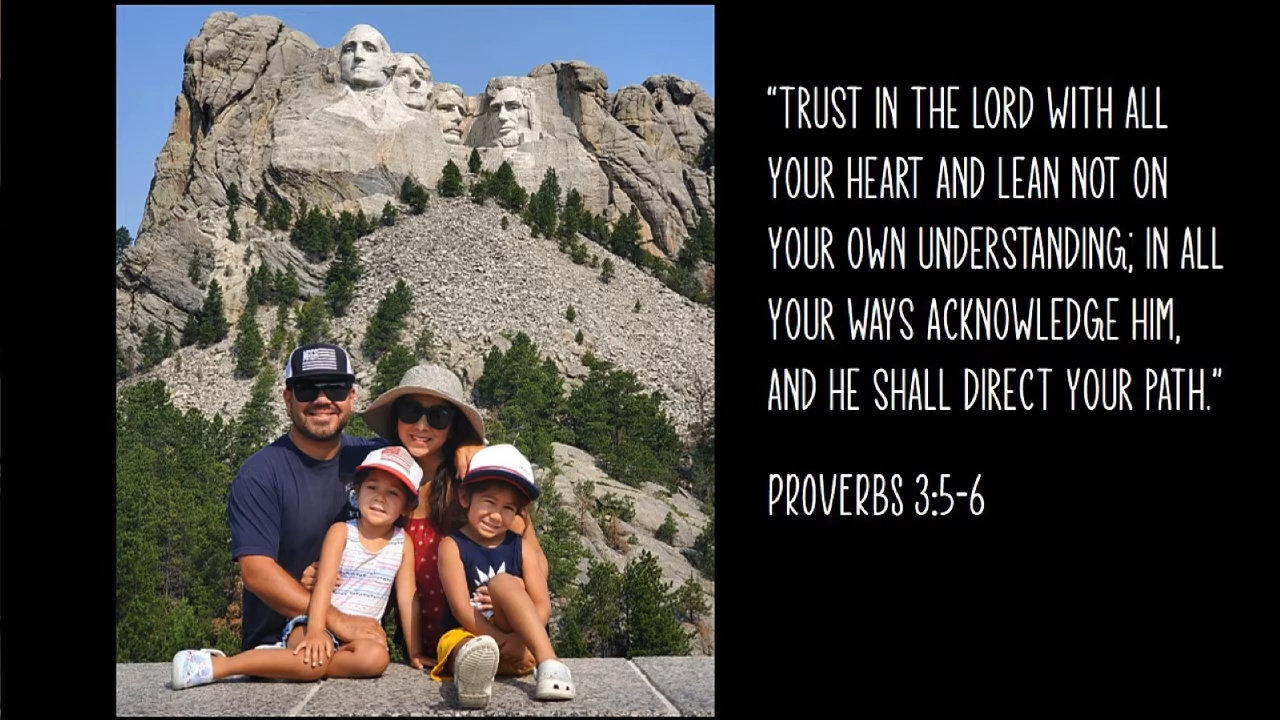 “TRUST IN THE LORD WITH ALL
YOUR HEART AND LEAN NOT ON
YOUR OWN UNDERSTANDING; IN ALL
YOUR WAYS ACKNOWLEDGE HIM,
AND HE SHALL DIRECT YOUR PATH.”
PROVERBS 3:5-6